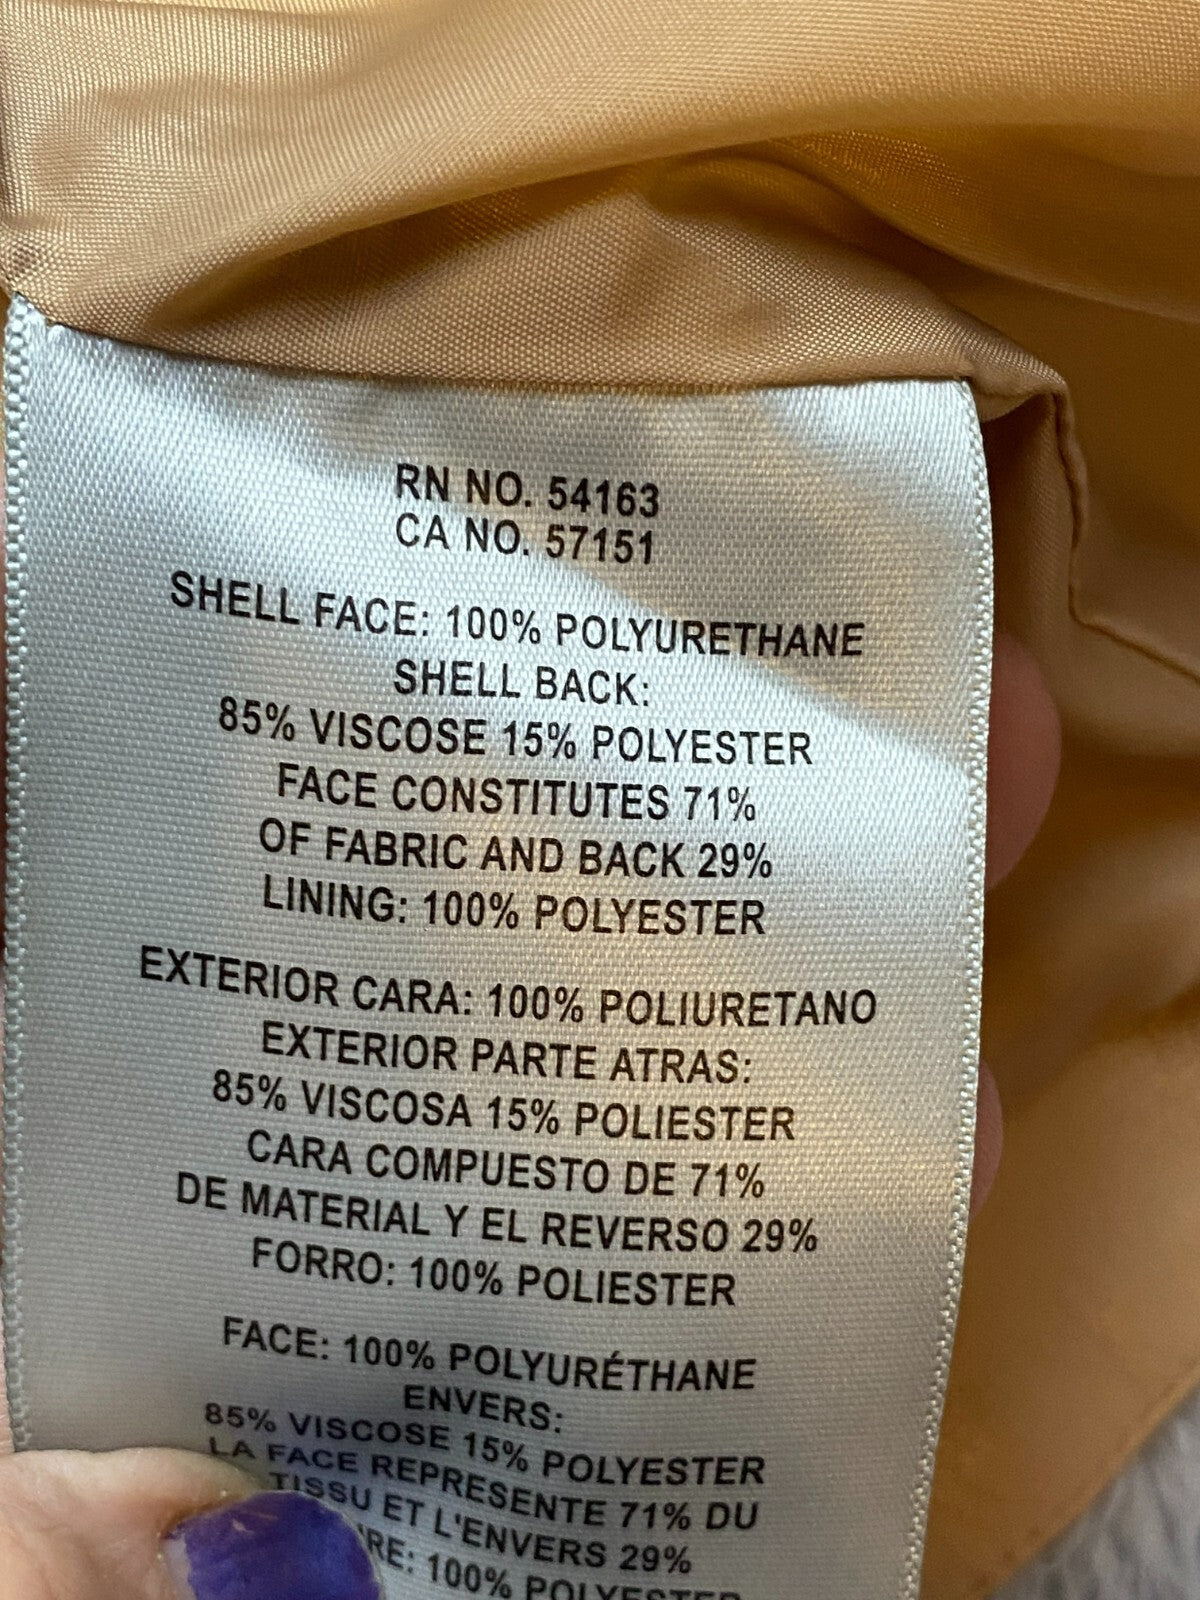 RN NO. 54163
CA NO. 57151
SHELL FACE: 100% POLYURETHANE
SHELL BACK:
85% VISCOSE 15% POLYESTER
FACE CONSTITUTES 71%
OF FABRIC AND BACK 29%
LINING: 100% POLYESTER
EXTERIOR CARA: 100% POLIURETANO
EXTERIOR PARTE ATRAS:
85% VISCOSA 15% POLIESTER
CARA COMPUESTO DE 71%
DE MATERIAL Y EL REVERSO 29%
FORRO: 100% POLIESTER
FACE: 100% POLYURÉTHANE
ENVERS:
85% VISCOSE 15% POLYESTER
LA FACE REPRESENTE 71% DU
TISSU ET L'ENVERS 29%
100% POLYESTER